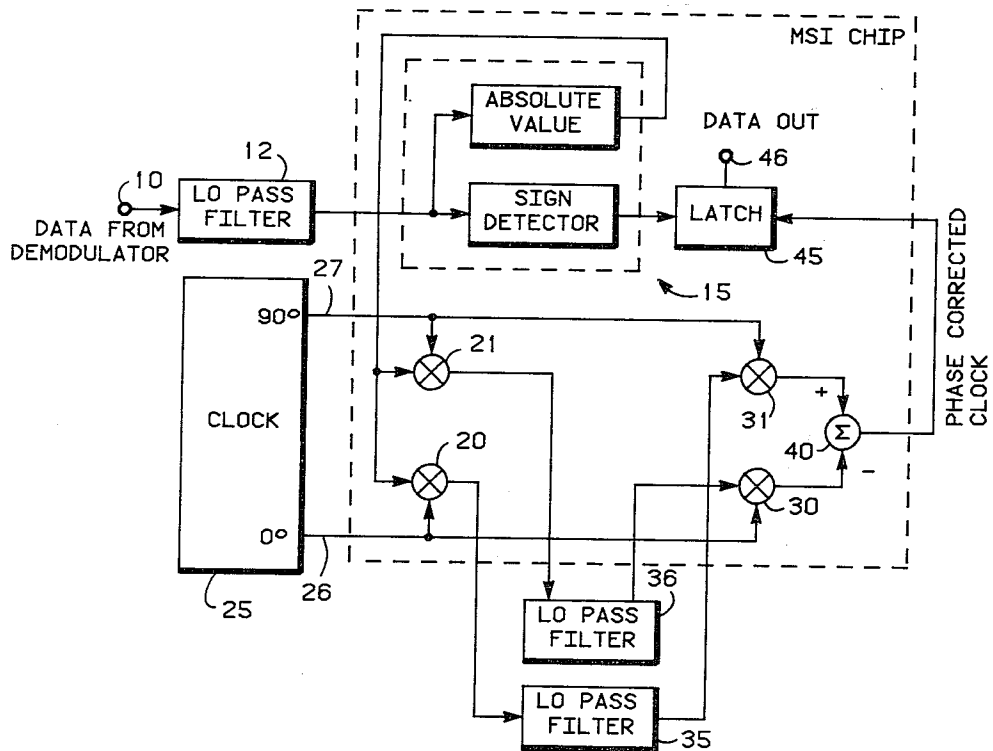 MSI CHIP
ABSOLUTE
VALUE
DATA OUT
46
12
10
LO PASS
FILTER
SIGN
DETECTOR
LATCH
DATA FROM
DEMODULATOR
45
15
27
90°
21
31
+
PHASE CORRECTED
CLOCK
CLOCK
20
40
Σ
-
30
0°
25
26
36
LO PASS
FILTER
LO PASS
FILTER
35